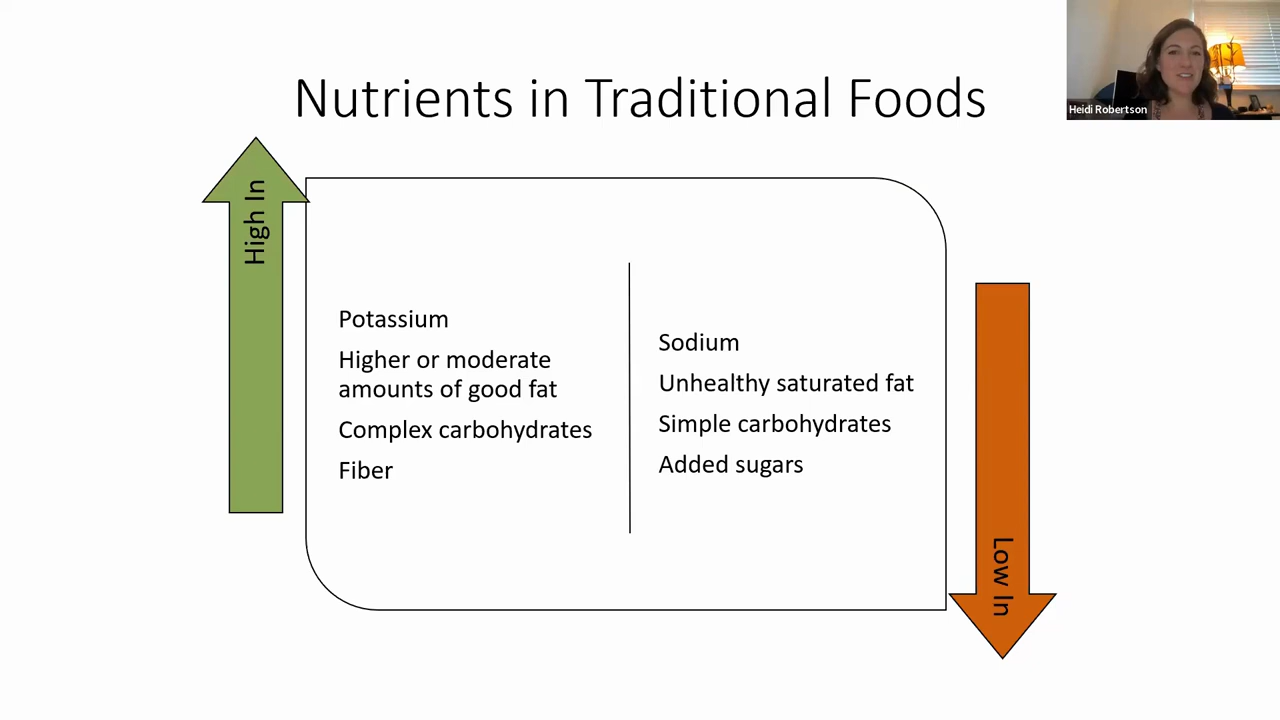 Nutrients in Traditional Foods
Heidi Robertson
High In
Potassium
Higher or moderate
amounts of good fat
Complex carbohydrates
Fiber
Sodium
Unhealthy saturated fat
Simple carbohydrates
Added sugars
Low In